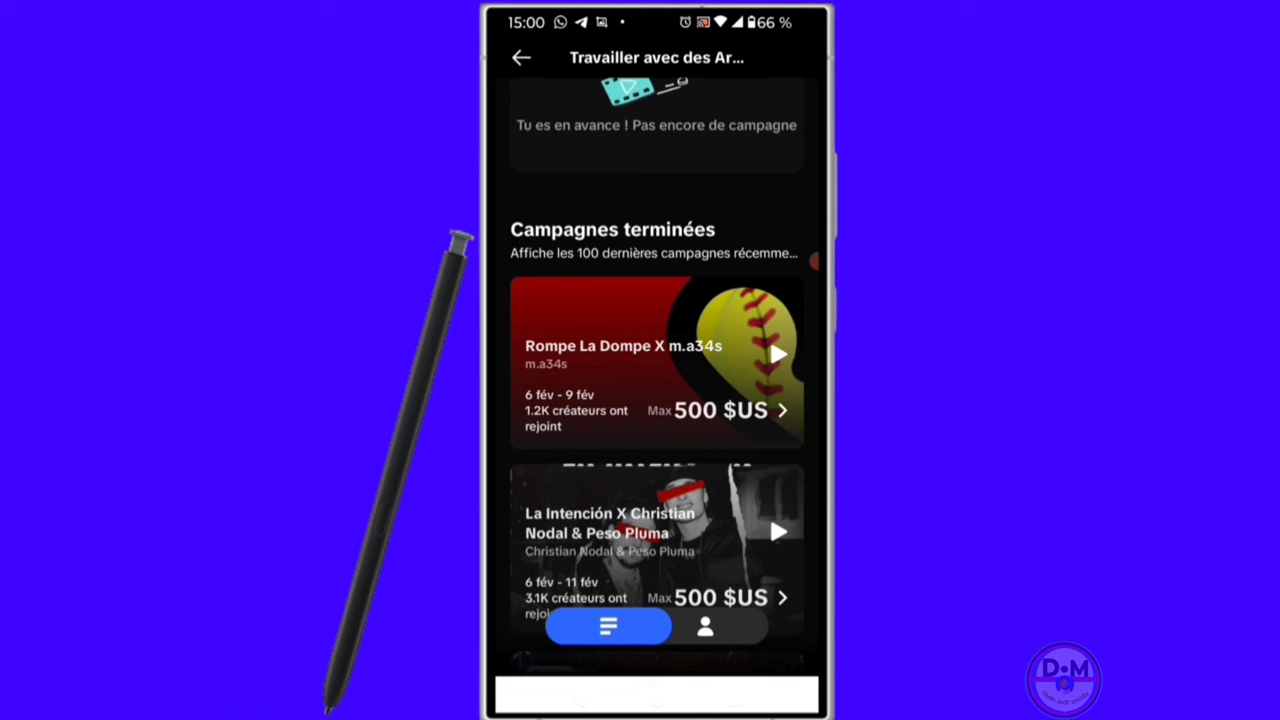 15:00
66 %
Travailler avec des Ar...
Tu es en avance ! Pas encore de campagne
Campagnes terminées
Affiche les 100 dernières campagnes récemme...
Rompe La Dompe X m.a34s
m.a34s
6 fév - 9 fév
1.2K créateurs ont
rejoint
Max 500 $US
La Intención X Christian
Nodal & Peso Pluma
Christian Nodal & Peso Pluma
6 fév - 11 fév
3.1K créateurs ont
Max 500 $US
D•M